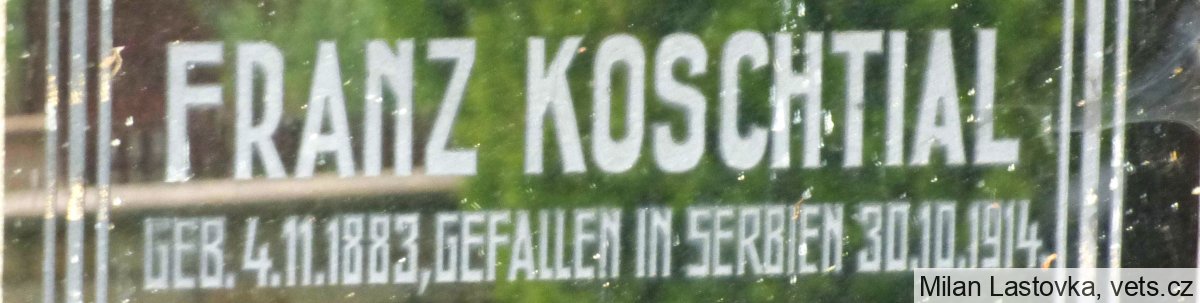 FRANZ KOSCHTIAL
GEB. 4.11.1883, GEFALLEN IN SERBIEN 30.10.1914.
Milan Lastovka, vets.cz